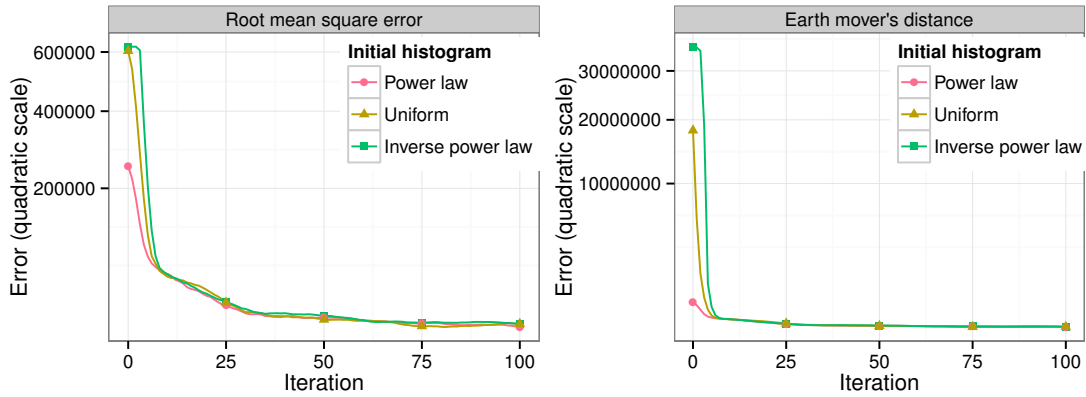 Root mean square error
Error (quadratic scale)
600000
400000
200000
Initial histogram
Power law
Uniform
Inverse power law
0
25
50
75
100
Iteration
Earth mover's distance
Error (quadratic scale)
30000000
20000000
10000000
Initial histogram
Power law
Uniform
Inverse power law
0
25
50
75
100
Iteration